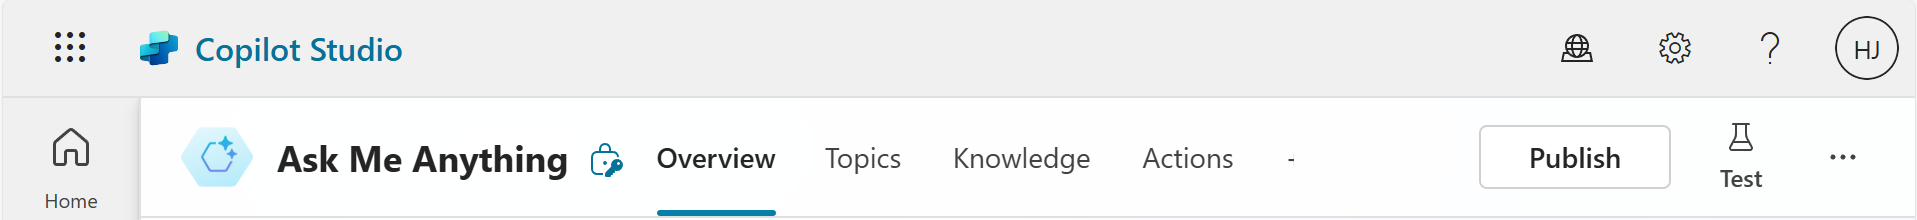 Copilot Studio
?
HJ
Ask Me Anything
Overview
Topics
Knowledge
Actions
-
Publish
Test
...
Home